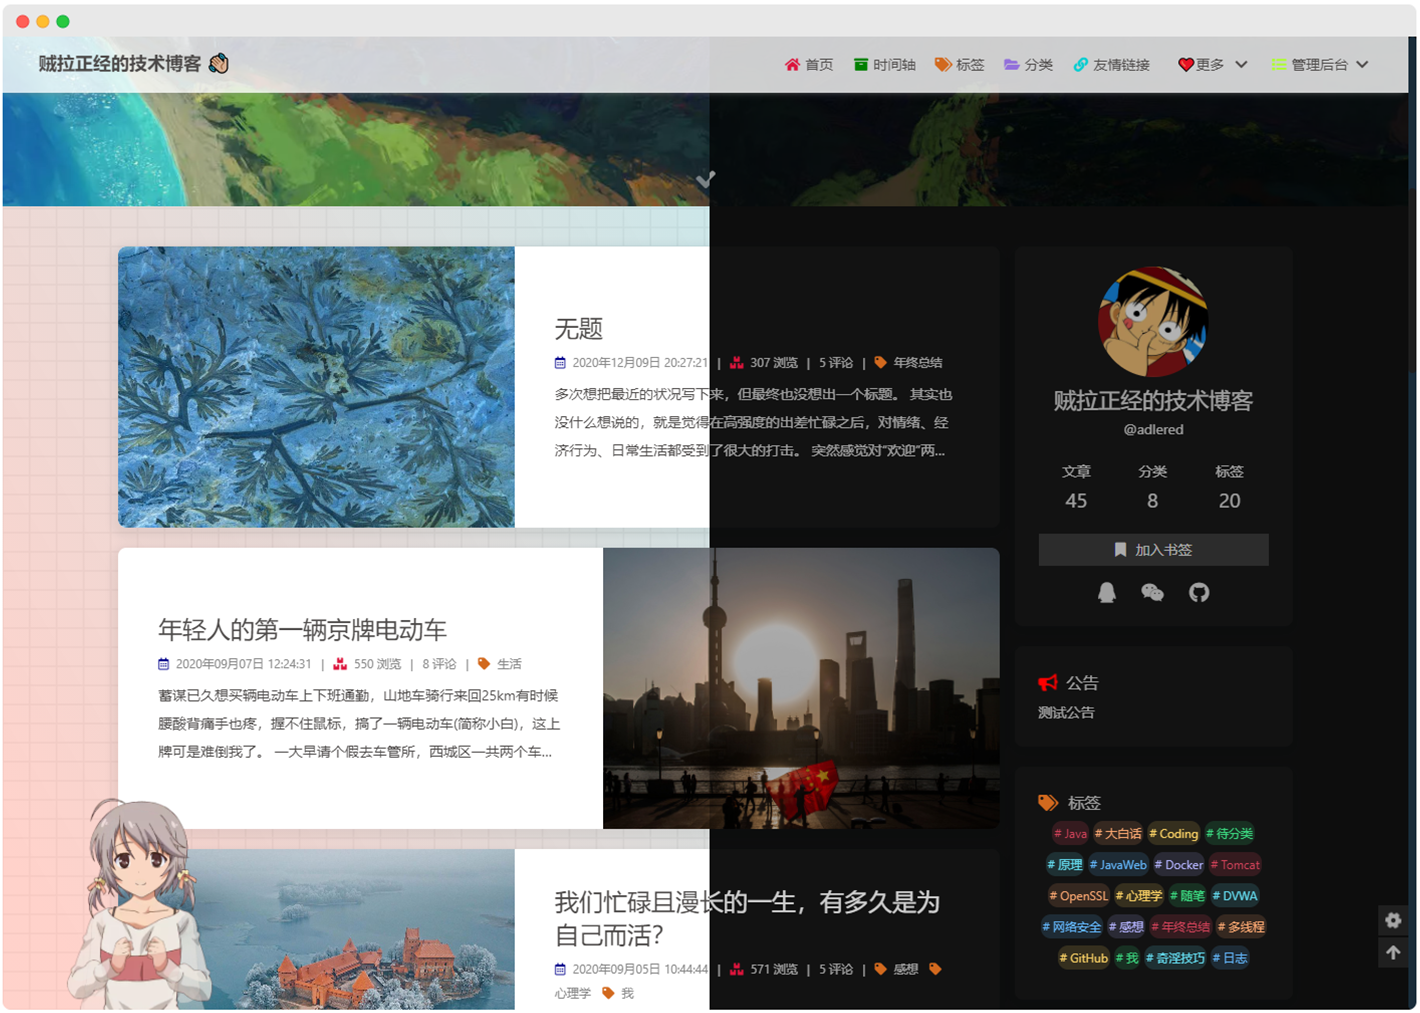 贼拉正经的技术博客
首页 时间轴 标签 分类 友情链接 更多 管理后台
无题
2020年12月09日 20:27:21 | 307 浏览 | 5 评论 | 年终总结
多次想把最近的状况写下来，但最终也没想出一个标题。 其实也
没什么想说的，就是觉得在高强度的出差忙碌之后，对情绪、经
济行为、日常生活都受到了很大的打击。 突然感觉对“欢迎”两...
年轻人的第一辆京牌电动车
2020年09月07日 12:24:31 | 550 浏览 | 8 评论 | 生活
蓄谋已久想买辆电动车上下班通勤，山地车骑行来回25km有时候
腰酸背痛手也疼，握不住鼠标，搞了一辆电动车(简称小白)，这上
牌可是难倒我了。 一大早请个假去车管所，西城区一共两个车...
我们忙碌且漫长的一生，有多久是为
自己而活？
2020年09月05日 10:44:44 | 571 浏览 | 5 评论 | 感想
心理学 我
贼拉正经的技术博客
@adlered
文章 分类 标签
45 8 20
加入书签
公告
测试公告
标签
# Java # 大白话 # Coding # 待分类
# 原理 # JavaWeb # Docker # Tomcat
# OpenSSL # 心理学 # 随笔 # DVWA
# 网络安全 # 感想 # 年终总结 # 多线程
# GitHub # 我 # 奇淫技巧 # 日志